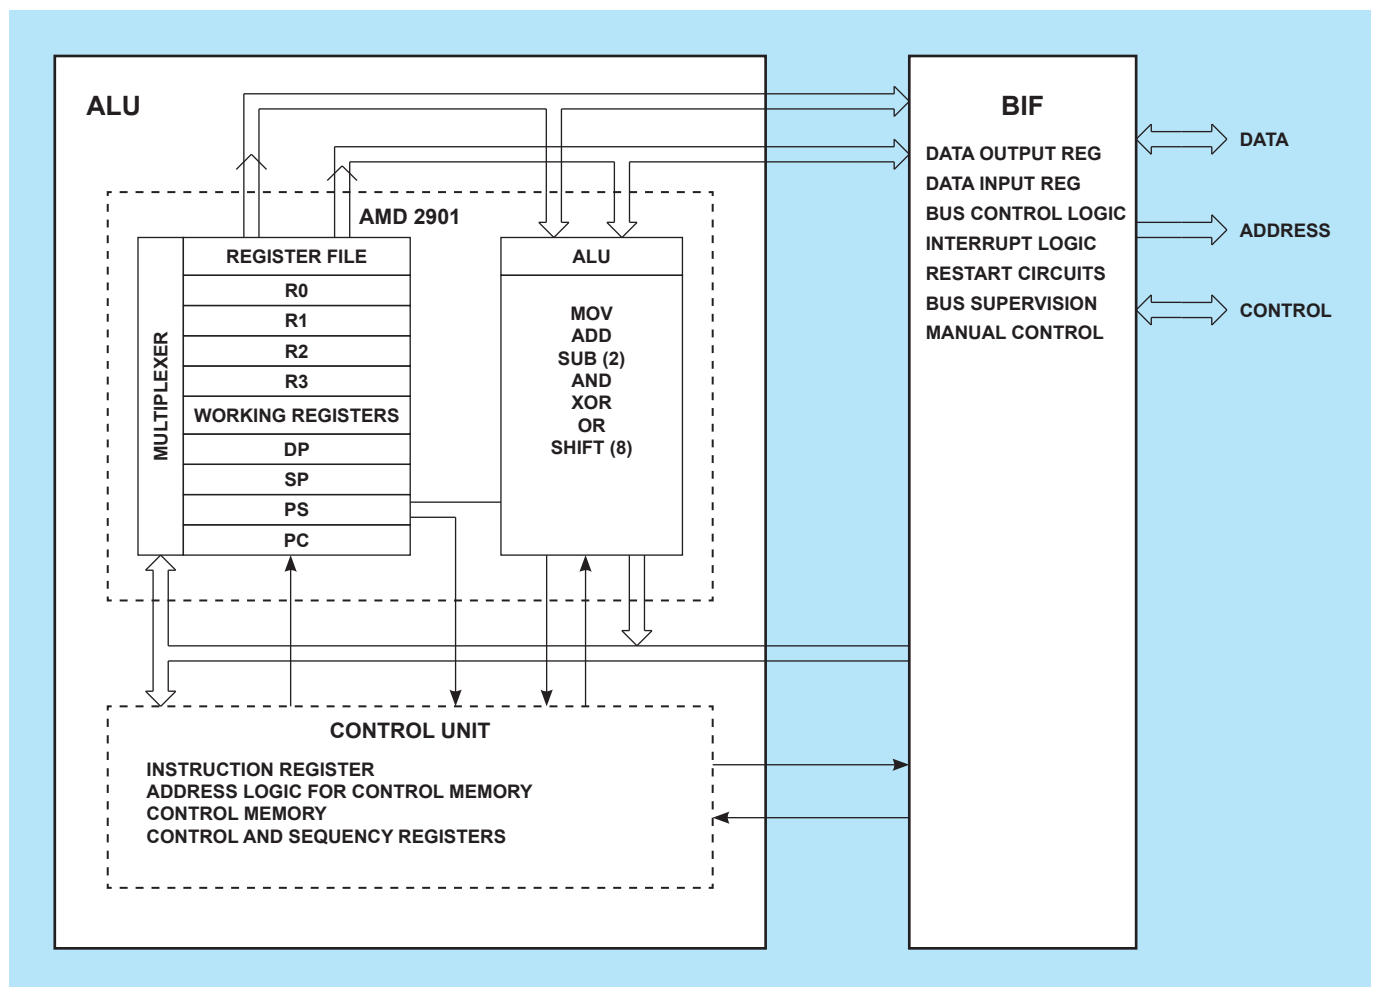 ALU
AMD 2901
MULTIPLEXER
REGISTER FILE
R0
R1
R2
R3
WORKING REGISTERS
DP
SP
PS
PC
ALU
MOV
ADD
SUB (2)
AND
XOR
OR
SHIFT (8)
CONTROL UNIT
INSTRUCTION REGISTER
ADDRESS LOGIC FOR CONTROL MEMORY
CONTROL MEMORY
CONTROL AND SEQUENCY REGISTERS
BIF
DATA OUTPUT REG
DATA INPUT REG
BUS CONTROL LOGIC
INTERRUPT LOGIC
RESTART CIRCUITS
BUS SUPERVISION
MANUAL CONTROL
DATA
ADDRESS
CONTROL